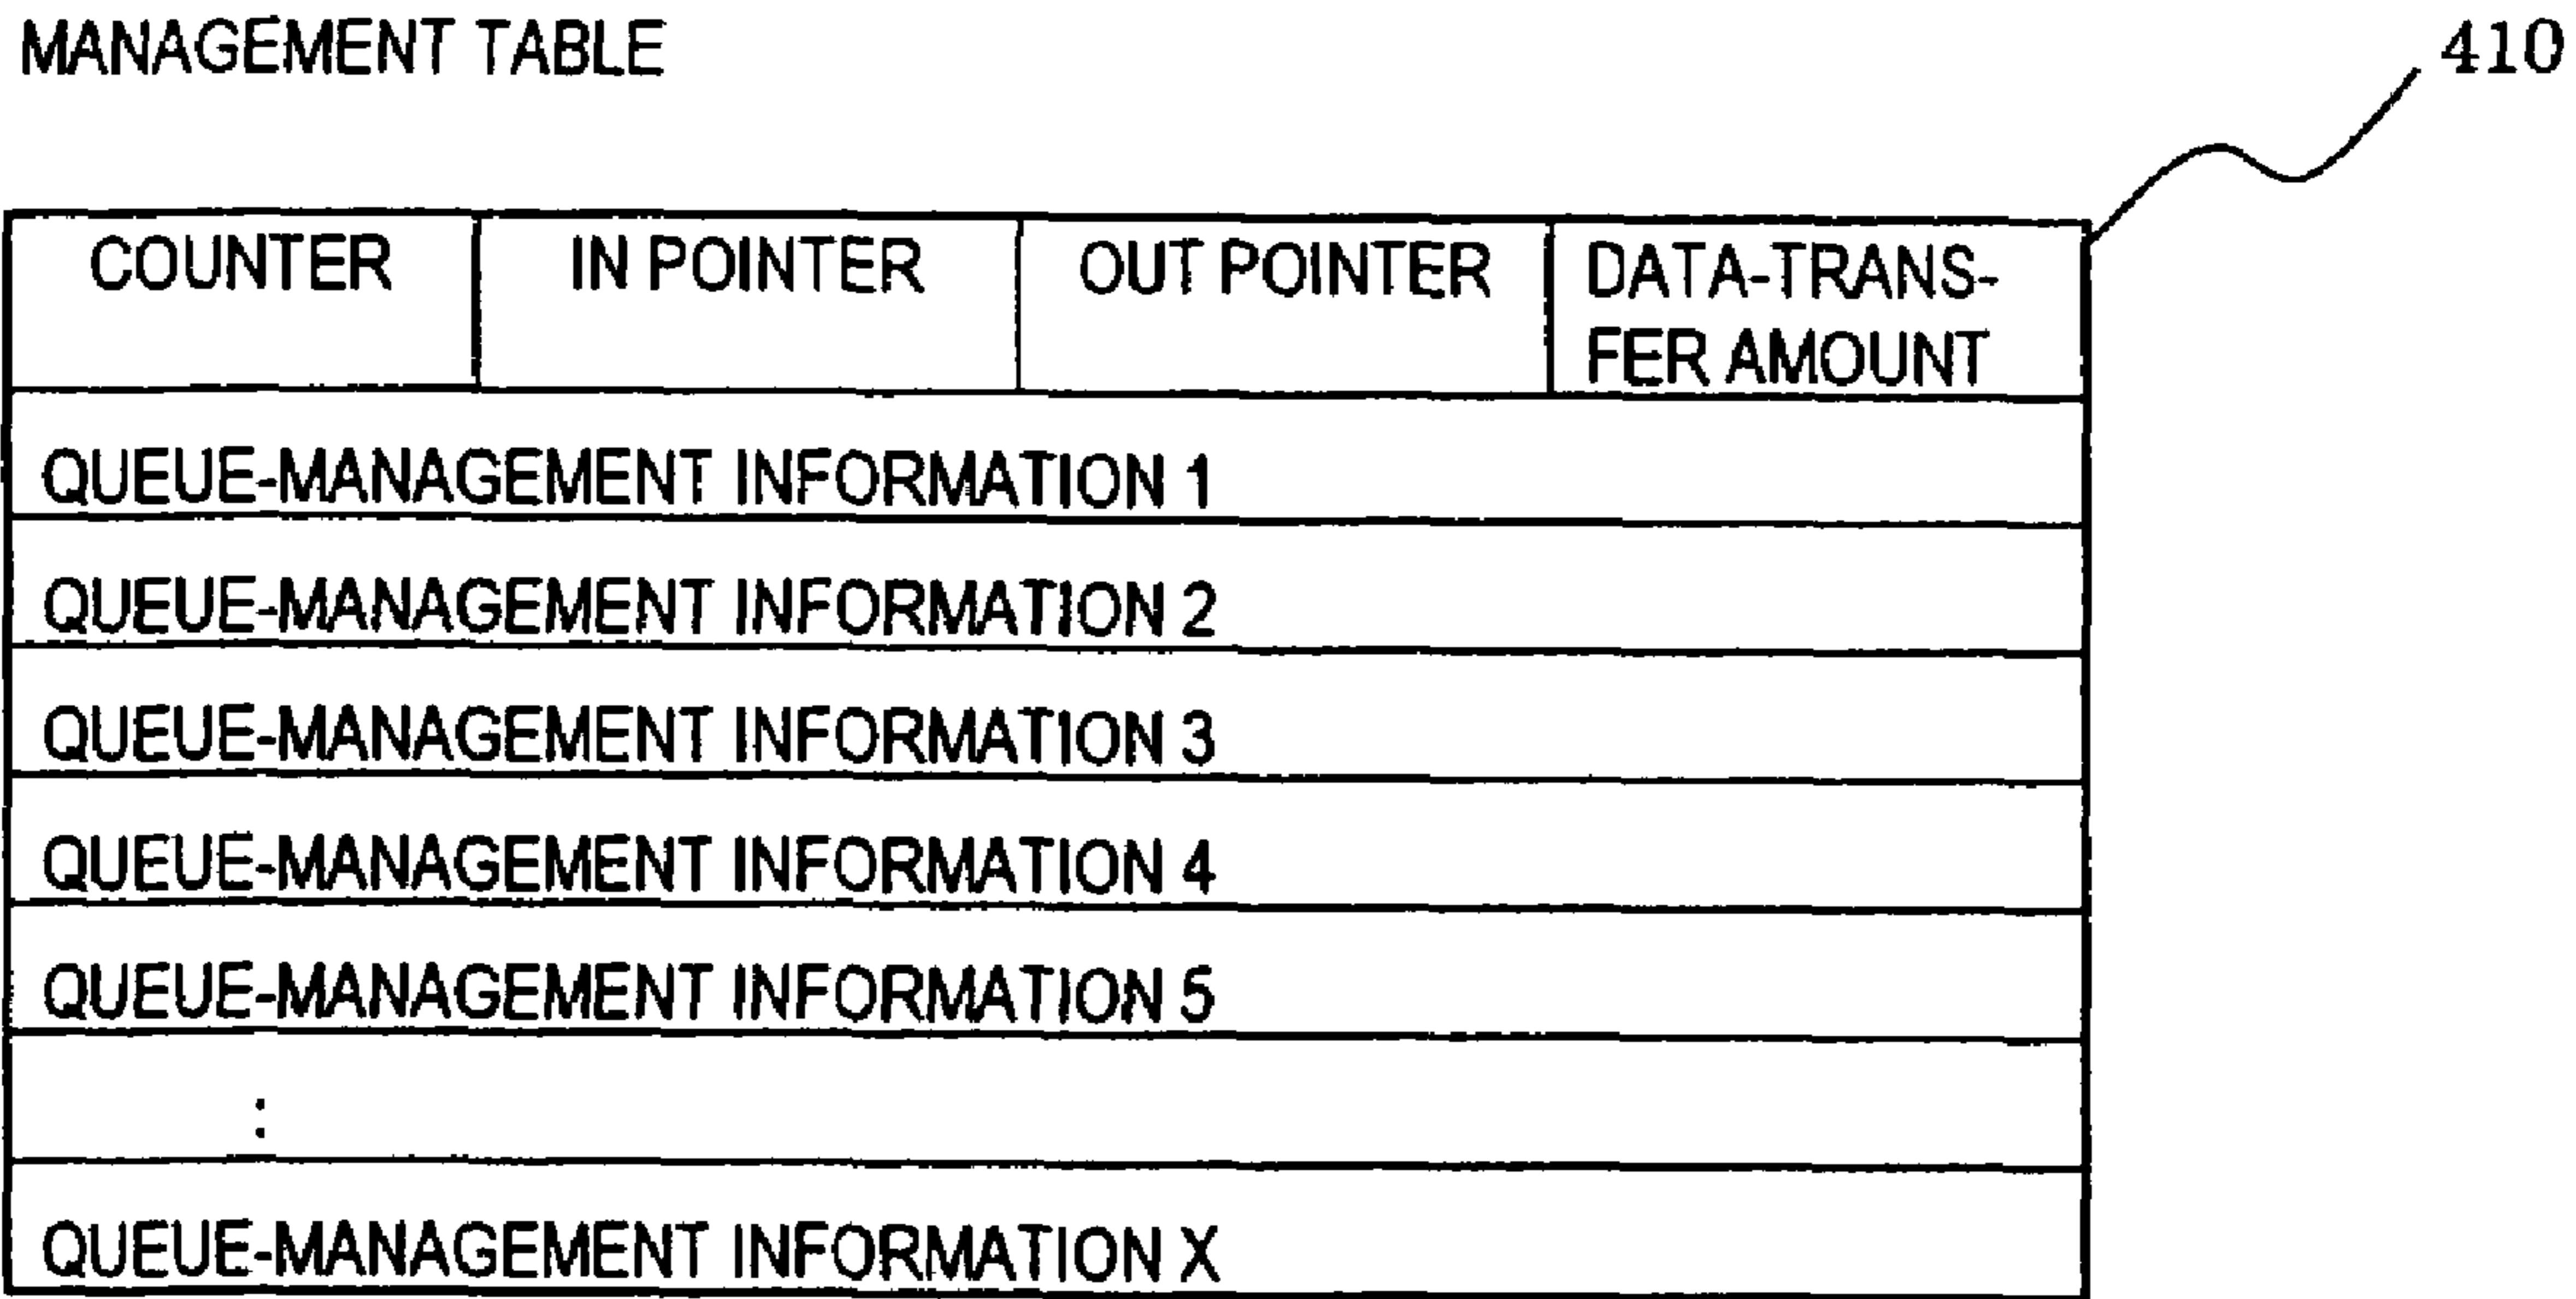 MANAGEMENT TABLE
410
COUNTER
IN POINTER
OUT POINTER
DATA-TRANS-
FER AMOUNT
QUEUE-MANAGEMENT INFORMATION 1
QUEUE-MANAGEMENT INFORMATION 2
QUEUE-MANAGEMENT INFORMATION 3
QUEUE-MANAGEMENT INFORMATION 4
QUEUE-MANAGEMENT INFORMATION 5
:
QUEUE-MANAGEMENT INFORMATION X